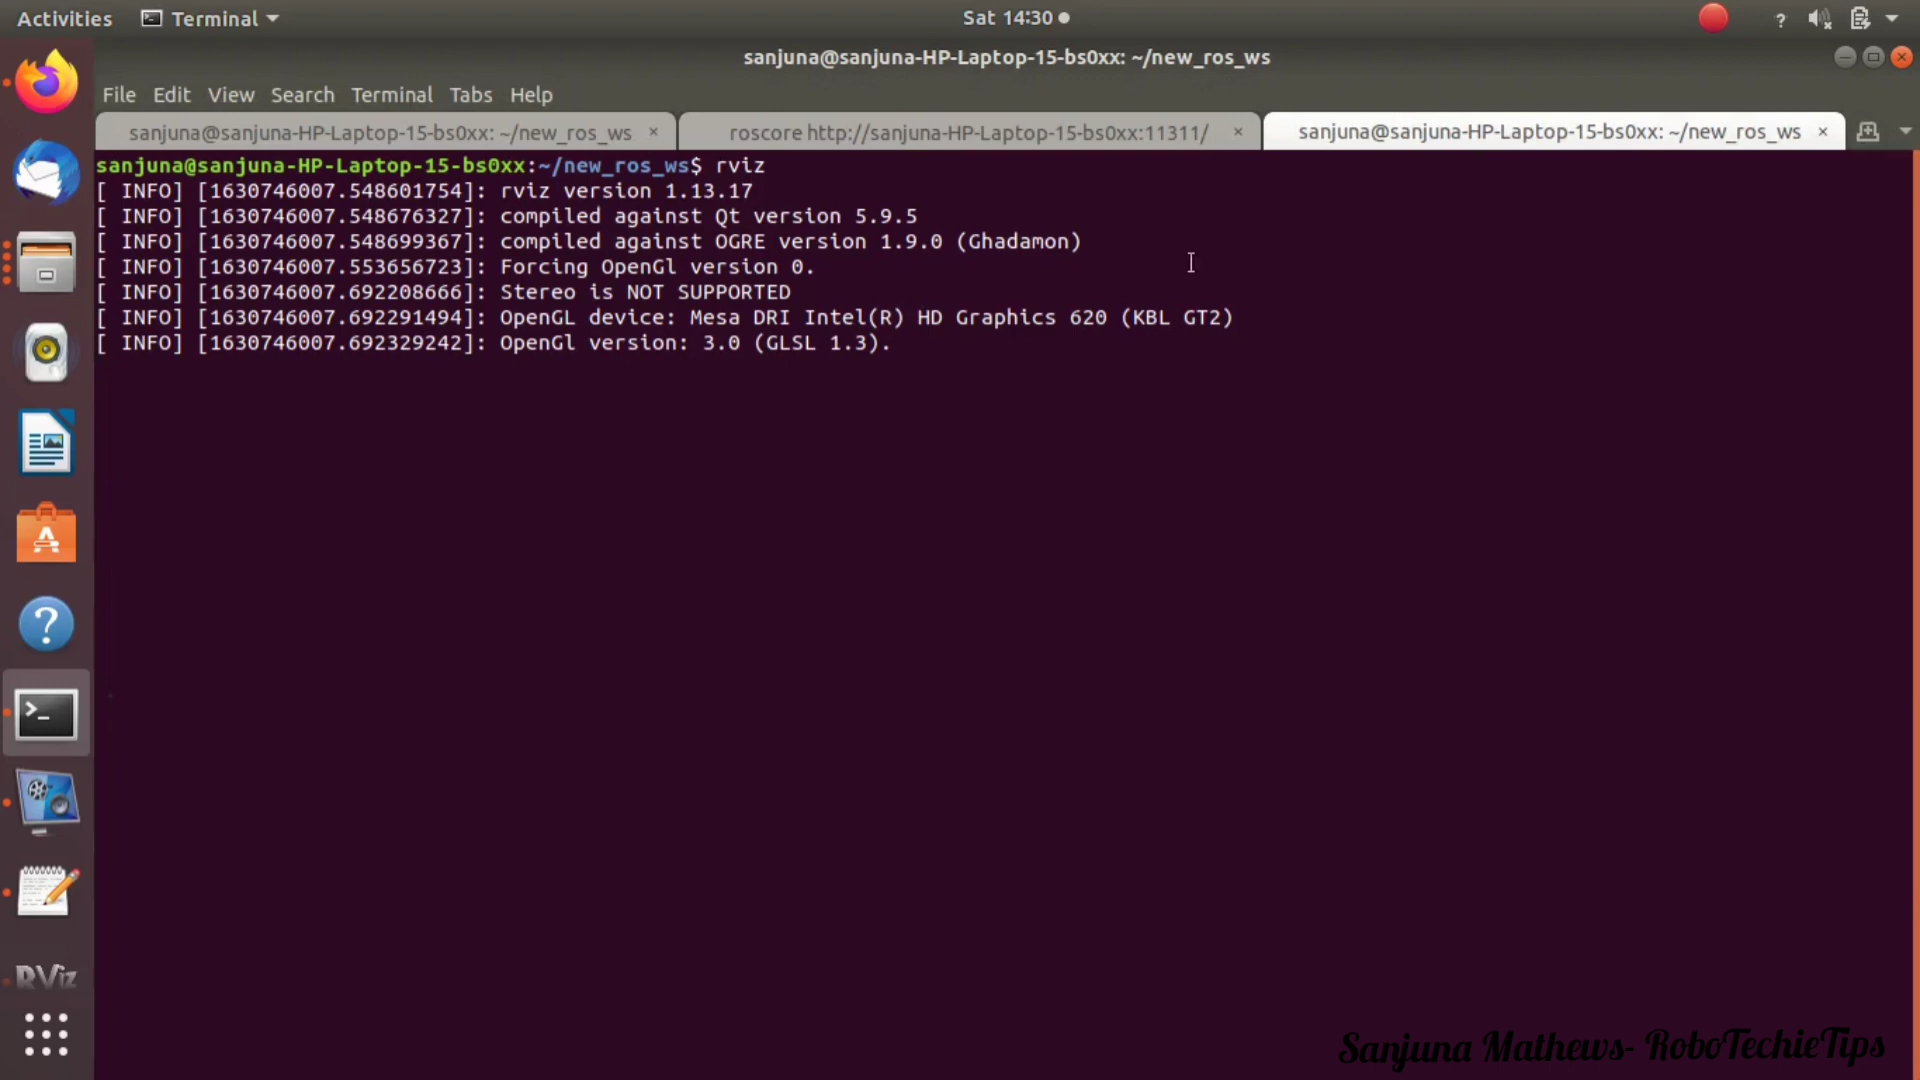 Activities Terminal Sat 14:30 ?
sanjuna@sanjuna-HP-Laptop-15-bs0xx: ~/new_ros_ws
File Edit View Search Terminal Tabs Help
sanjuna@sanjuna-HP-Laptop-15-bs0xx: ~/new_ros_ws × roscore http://sanjuna-HP-Laptop-15-bs0xx:11311/ × sanjuna@sanjuna-HP-Laptop-15-bs0xx: ~/new_ros_ws ×
sanjuna@sanjuna-HP-Laptop-15-bs0xx:~/new_ros_ws$ rviz
[ INFO] [1630746007.548601754]: rviz version 1.13.17
[ INFO] [1630746007.548676327]: compiled against Qt version 5.9.5
[ INFO] [1630746007.548699367]: compiled against OGRE version 1.9.0 (Ghadamon)
[ INFO] [1630746007.553656723]: Forcing OpenGl version 0.
[ INFO] [1630746007.692208666]: Stereo is NOT SUPPORTED
[ INFO] [1630746007.692291494]: OpenGL device: Mesa DRI Intel(R) HD Graphics 620 (KBL GT2)
[ INFO] [1630746007.692329242]: OpenGl version: 3.0 (GLSL 1.3).
RViz
Sanjuna Mathews- RoboTechieTips